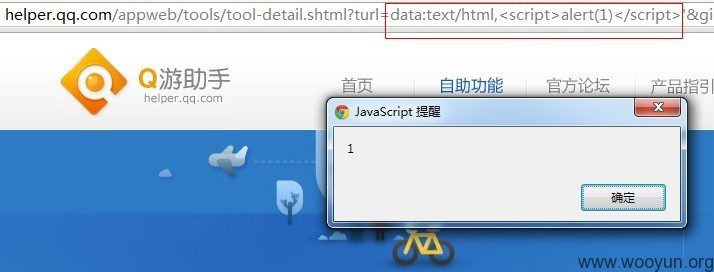 helper.qq.com/appweb/tools/tool-detail.shtml?turl=data:text/html,<script>alert(1)</script>'&gi
Q游助手
helper.qq.com
首页 自助功能 官方论坛 产品指引
JavaScript 提醒
1
确定
www.wooyun.org